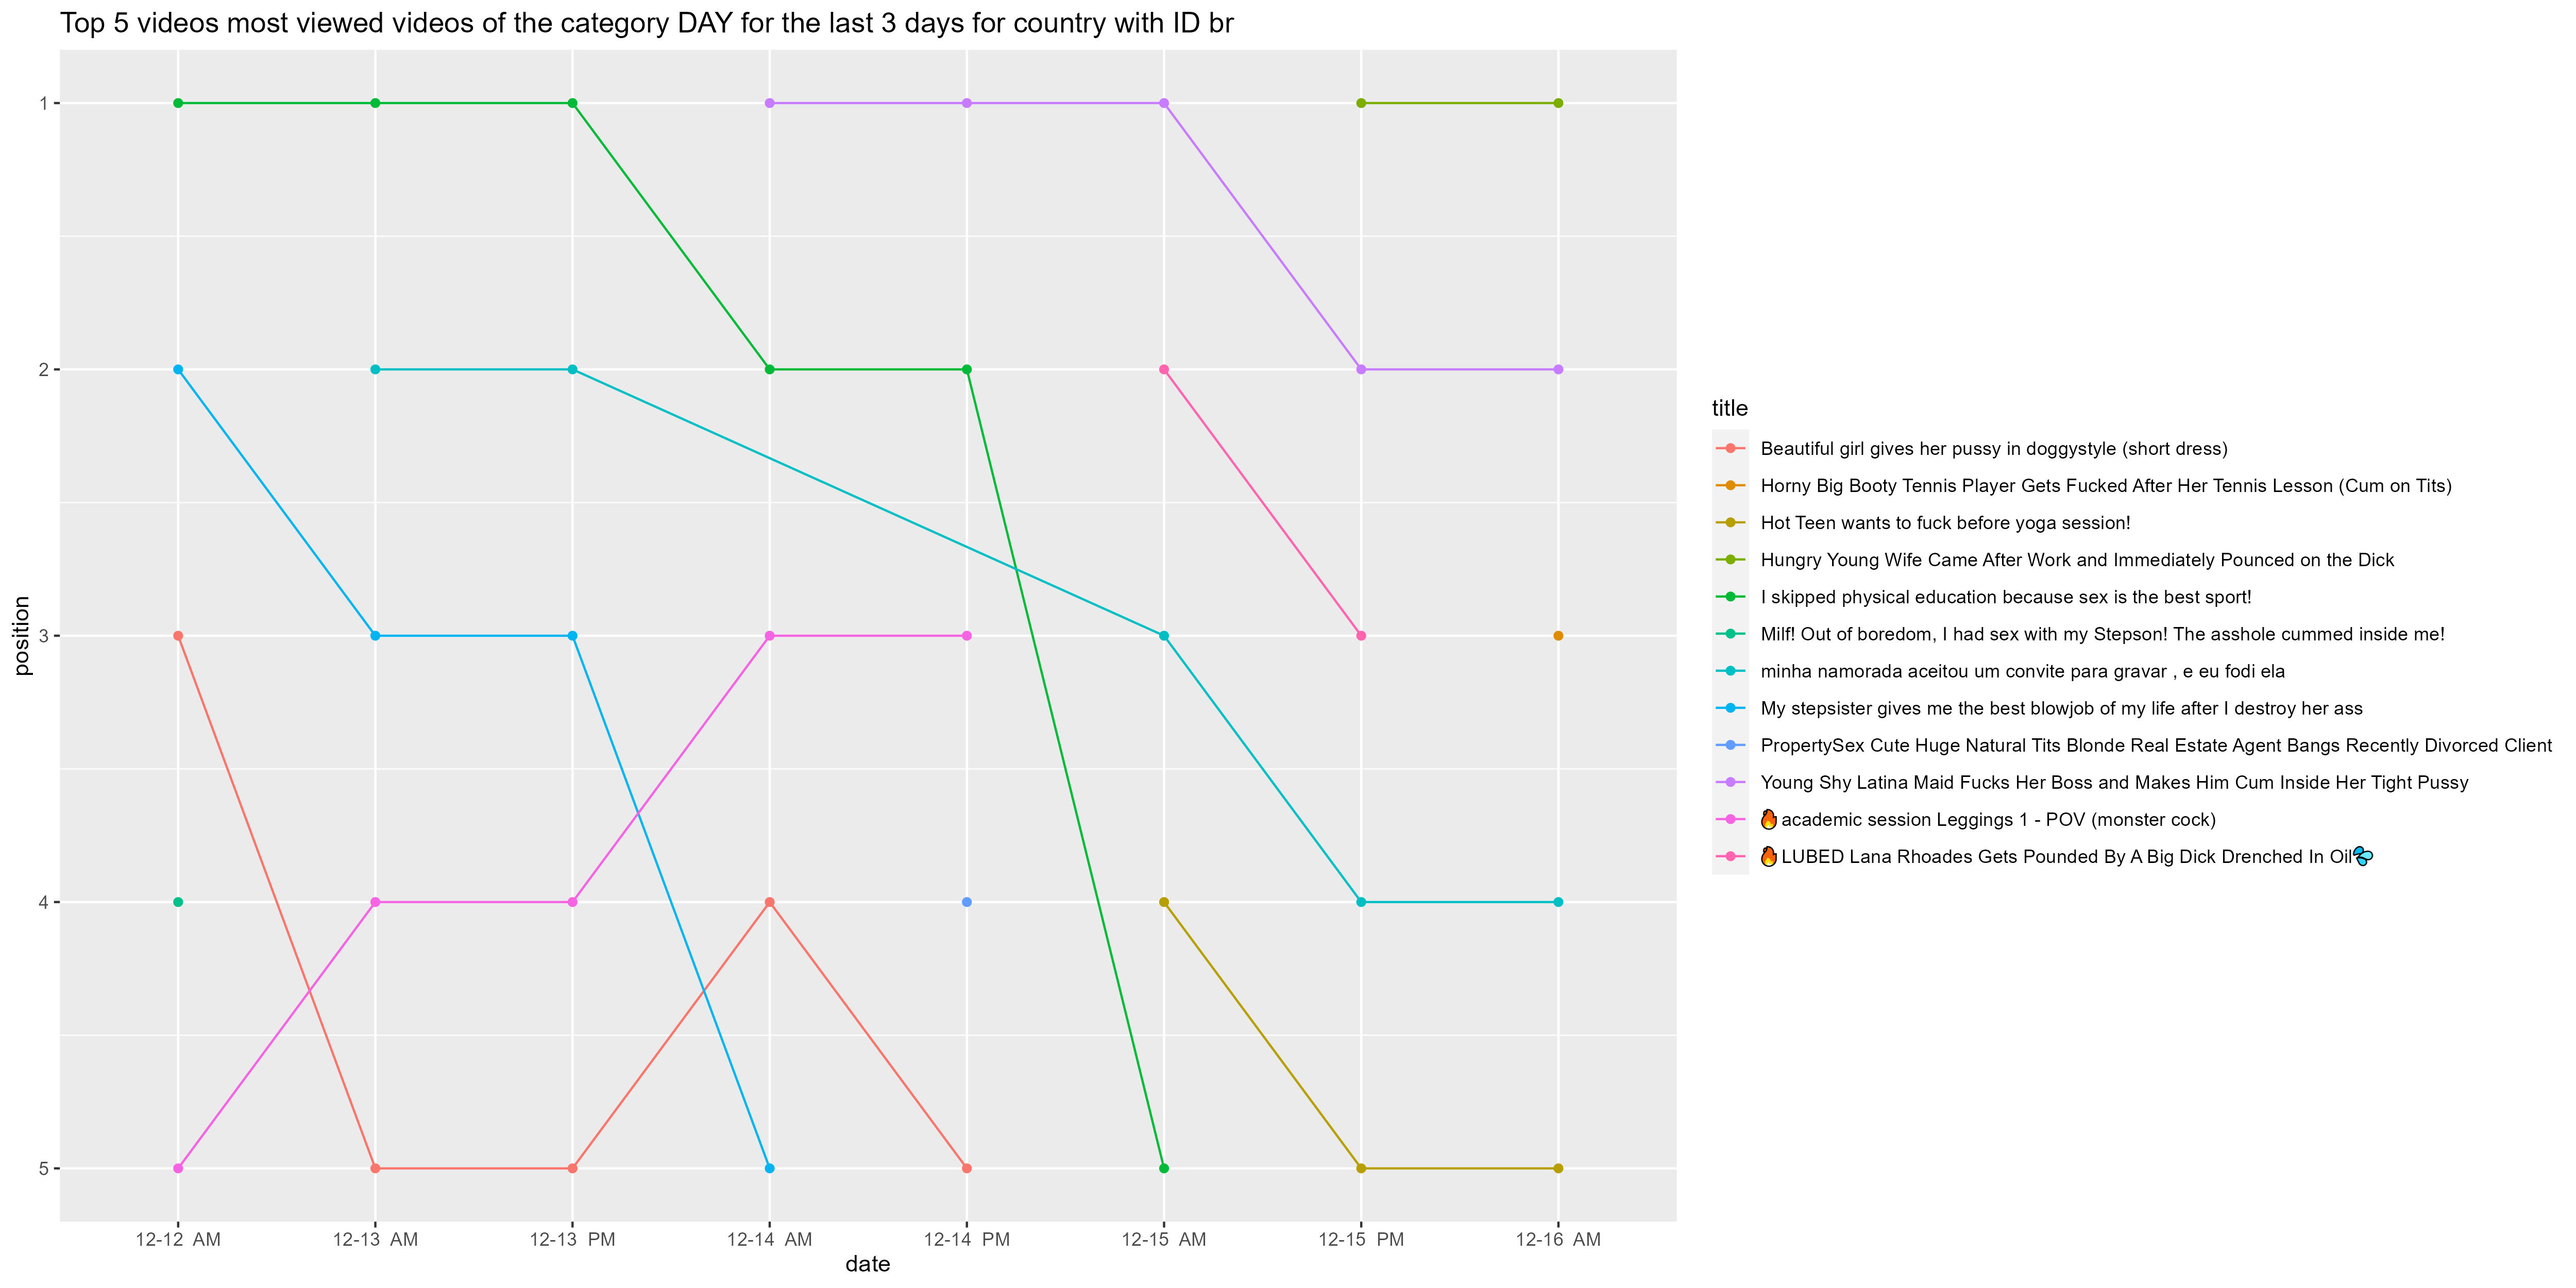 Top 5 videos most viewed videos of the category DAY for the last 3 days for country with ID br
position
1
2
3
4
5
12-12 AM
12-13 AM
12-13 PM
12-14 AM
12-14 PM
12-15 AM
12-15 PM
12-16 AM
date
title
Beautiful girl gives her pussy in doggystyle (short dress)
Horny Big Booty Tennis Player Gets Fucked After Her Tennis Lesson (Cum on Tits)
Hot Teen wants to fuck before yoga session!
Hungry Young Wife Came After Work and Immediately Pounced on the Dick
I skipped physical education because sex is the best sport!
Milf! Out of boredom, I had sex with my Stepson! The asshole cummed inside me!
minha namorada aceitou um convite para gravar , e eu fodi ela
My stepsister gives me the best blowjob of my life after I destroy her ass
PropertySex Cute Huge Natural Tits Blonde Real Estate Agent Bangs Recently Divorced Client
Young Shy Latina Maid Fucks Her Boss and Makes Him Cum Inside Her Tight Pussy
🔥academic session Leggings 1 - POV (monster cock)
🔥LUBED Lana Rhoades Gets Pounded By A Big Dick Drenched In Oil💦